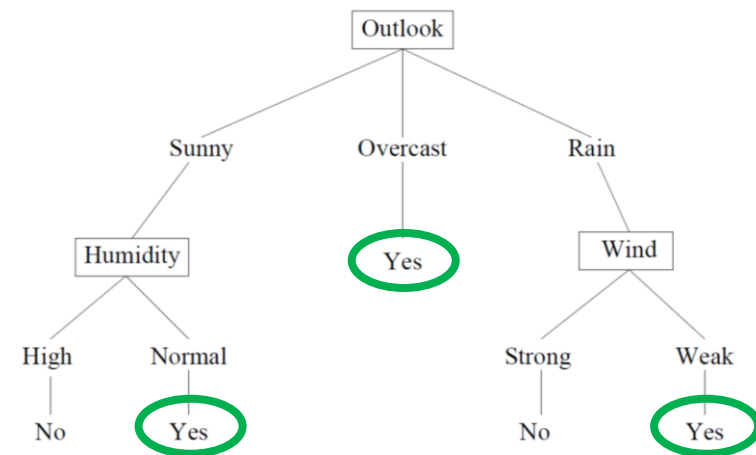 Outlook
Sunny Overcast Rain
Humidity Yes Wind
High Normal Strong Weak
No Yes No Yes